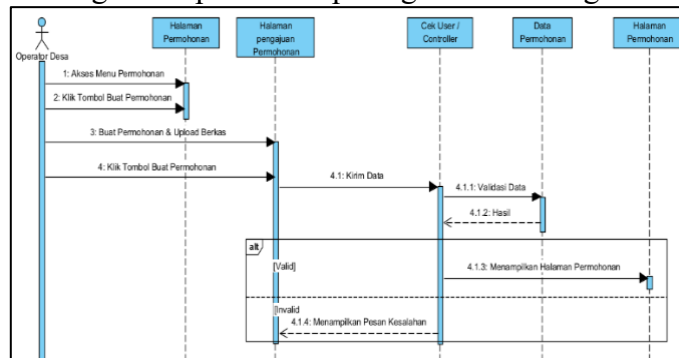 Operator Desa
Halaman
Permohonan
Halaman
pengajuan
Permohonan
Cek User /
Controller
Data
Permohonan
Halaman
Permohonan
1: Akses Menu Permohonan
2: Klik Tombol Buat Permohonan
3: Buat Permohonan & Upload Berkas
4: Klik Tombol Buat Permohonan
4.1: Kirim Data
4.1.1: Validasi Data
4.1.2: Hasil
alt
[Valid]
4.1.3: Menampilkan Halaman Permohonan
[Invalid
4.1.4: Menampilkan Pesan Kesalahan